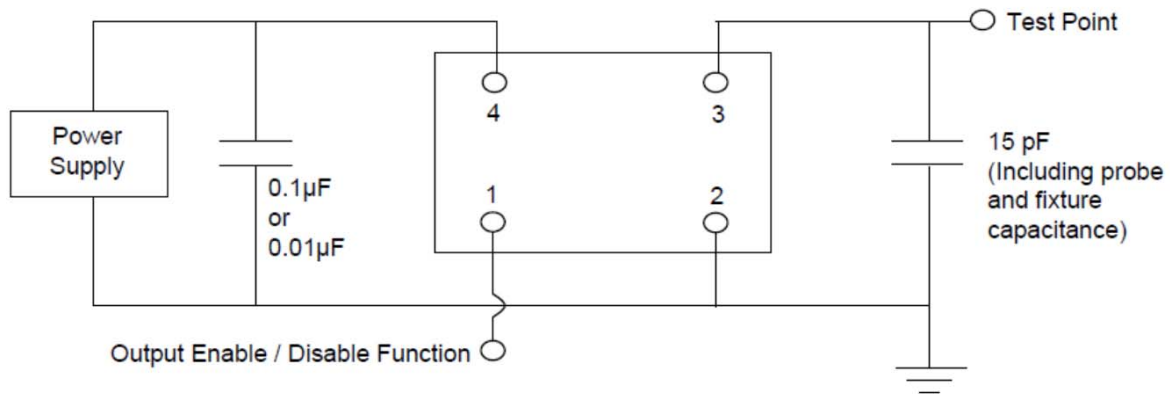 Test Point
4
3
Power
Supply
15 pF
(Including probe
and fixture
capacitance)
0.1µF
or
0.01µF
1
2
Output Enable / Disable Function